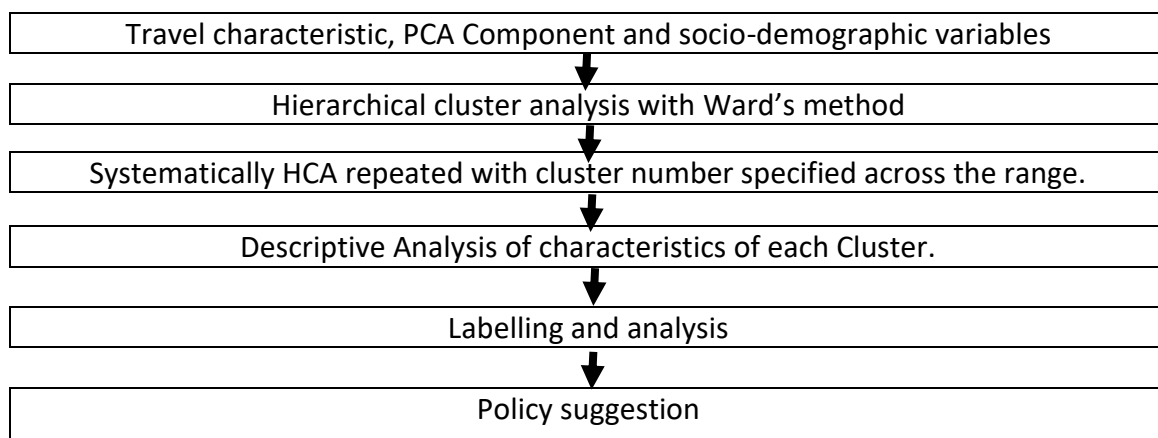 Travel characteristic, PCA Component and socio-demographic variables
Hierarchical cluster analysis with Ward’s method
Systematically HCA repeated with cluster number specified across the range.
Descriptive Analysis of characteristics of each Cluster.
Labelling and analysis
Policy suggestion